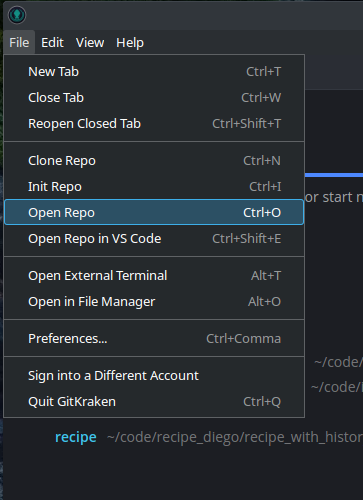 File Edit View Help
New Tab Ctrl+T
Close Tab Ctrl+W
Reopen Closed Tab Ctrl+Shift+T
Clone Repo Ctrl+N
Init Repo Ctrl+I
or start n
Open Repo Ctrl+O
Open Repo in VS Code Ctrl+Shift+E
Open External Terminal Alt+T
Open in File Manager Alt+O
Preferences... Ctrl+Comma
~/code/
Sign into a Different Account
~/code/
Quit GitKraken Ctrl+Q
recipe ~/code/recipe_diego/recipe_with_histor